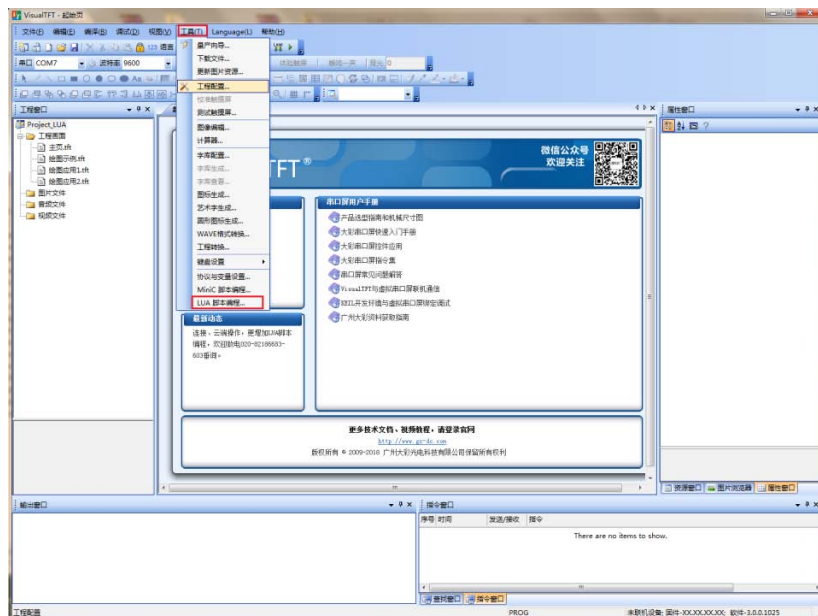 VisualTFT - 起始页
文件(F) 编辑(E) 编译(B) 调试(D) 视图(V) 工具(T) Language(L) 帮助(H)
串口 COM7 波特率 9600
工程窗口
Project_LUA
工程画面
主页.tft
绘图示例.tft
绘图应用1.tft
绘图应用2.tft
图片文件
音频文件
视频文件
量产向导...
下载文件...
更新图片资源...
工程配置...
校准触摸屏
测试触摸屏
图像编辑...
计算器...
字库配置...
字库生成...
字库查看...
图标生成...
艺术字生成...
圆形图标生成...
WAVE格式转换...
工程转换...
键盘设置
协议与变量设置...
MiniC 脚本编程...
LUA 脚本编程...
TFT®
微信公众号
欢迎关注
串口屏用户手册
产品选型指南和机械尺寸图
大彩串口屏快速入门手册
大彩串口屏控件应用
大彩串口屏指令集
串口屏常见问题解答
VisualTFT与虚拟串口屏联机通信
KEIL开发环境与虚拟串口屏绑定调试
广州大彩资料获取指南
最新动态
连接、云端操作,更增加LUA脚本
编程,欢迎致电020-82186683-
603垂询。
更多技术文档、视频教程,请登录官网
http://www.gz-dc.com
版权所有 © 2009-2018 广州大彩光电科技有限公司保留所有权利
属性窗口
资源窗口 图片浏览器 属性窗口
输出窗口
指令窗口
序号 时间 发送/接收 指令
There are no items to show.
查找窗口 指令窗口
工程配置
PROG
未联机设备: 固件-XX.XX.XX.XX; 软件-3.0.0.1025